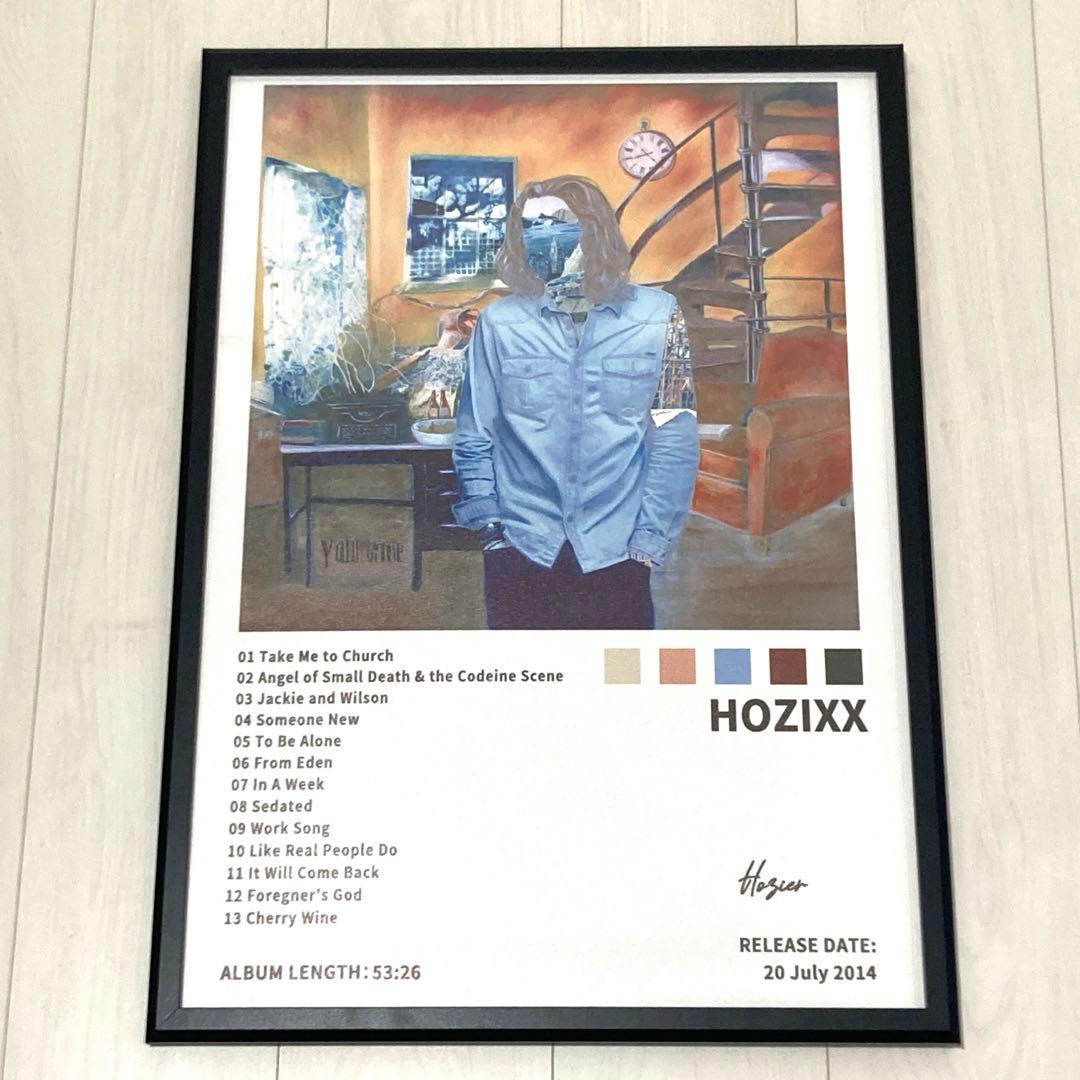 01 Take Me to Church
02 Angel of Small Death & the Codeine Scene
03 Jackie and Wilson
04 Someone New
05 To Be Alone
06 From Eden
07 In A Week
08 Sedated
09 Work Song
10 Like Real People Do
11 It Will Come Back
12 Foregner's God
13 Cherry Wine
ALBUM LENGTH: 53:26
HOZIXX
Hozier
RELEASE DATE:
20 July 2014